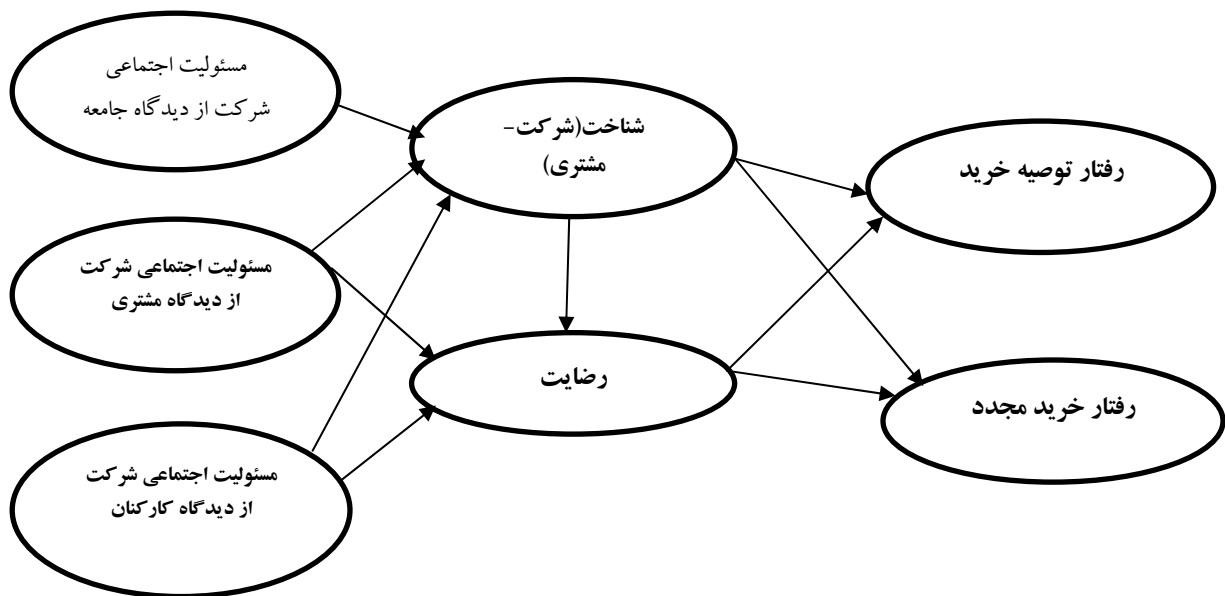 مسئولیت اجتماعی
شرکت از دیدگاه جامعه
شناخت(شرکت-
مشتری)
رفتار توصیه خرید
مسئولیت اجتماعی شرکت
از دیدگاه مشتری
رضایت
رفتار خرید مجدد
مسئولیت اجتماعی شرکت
از دیدگاه کارکنان